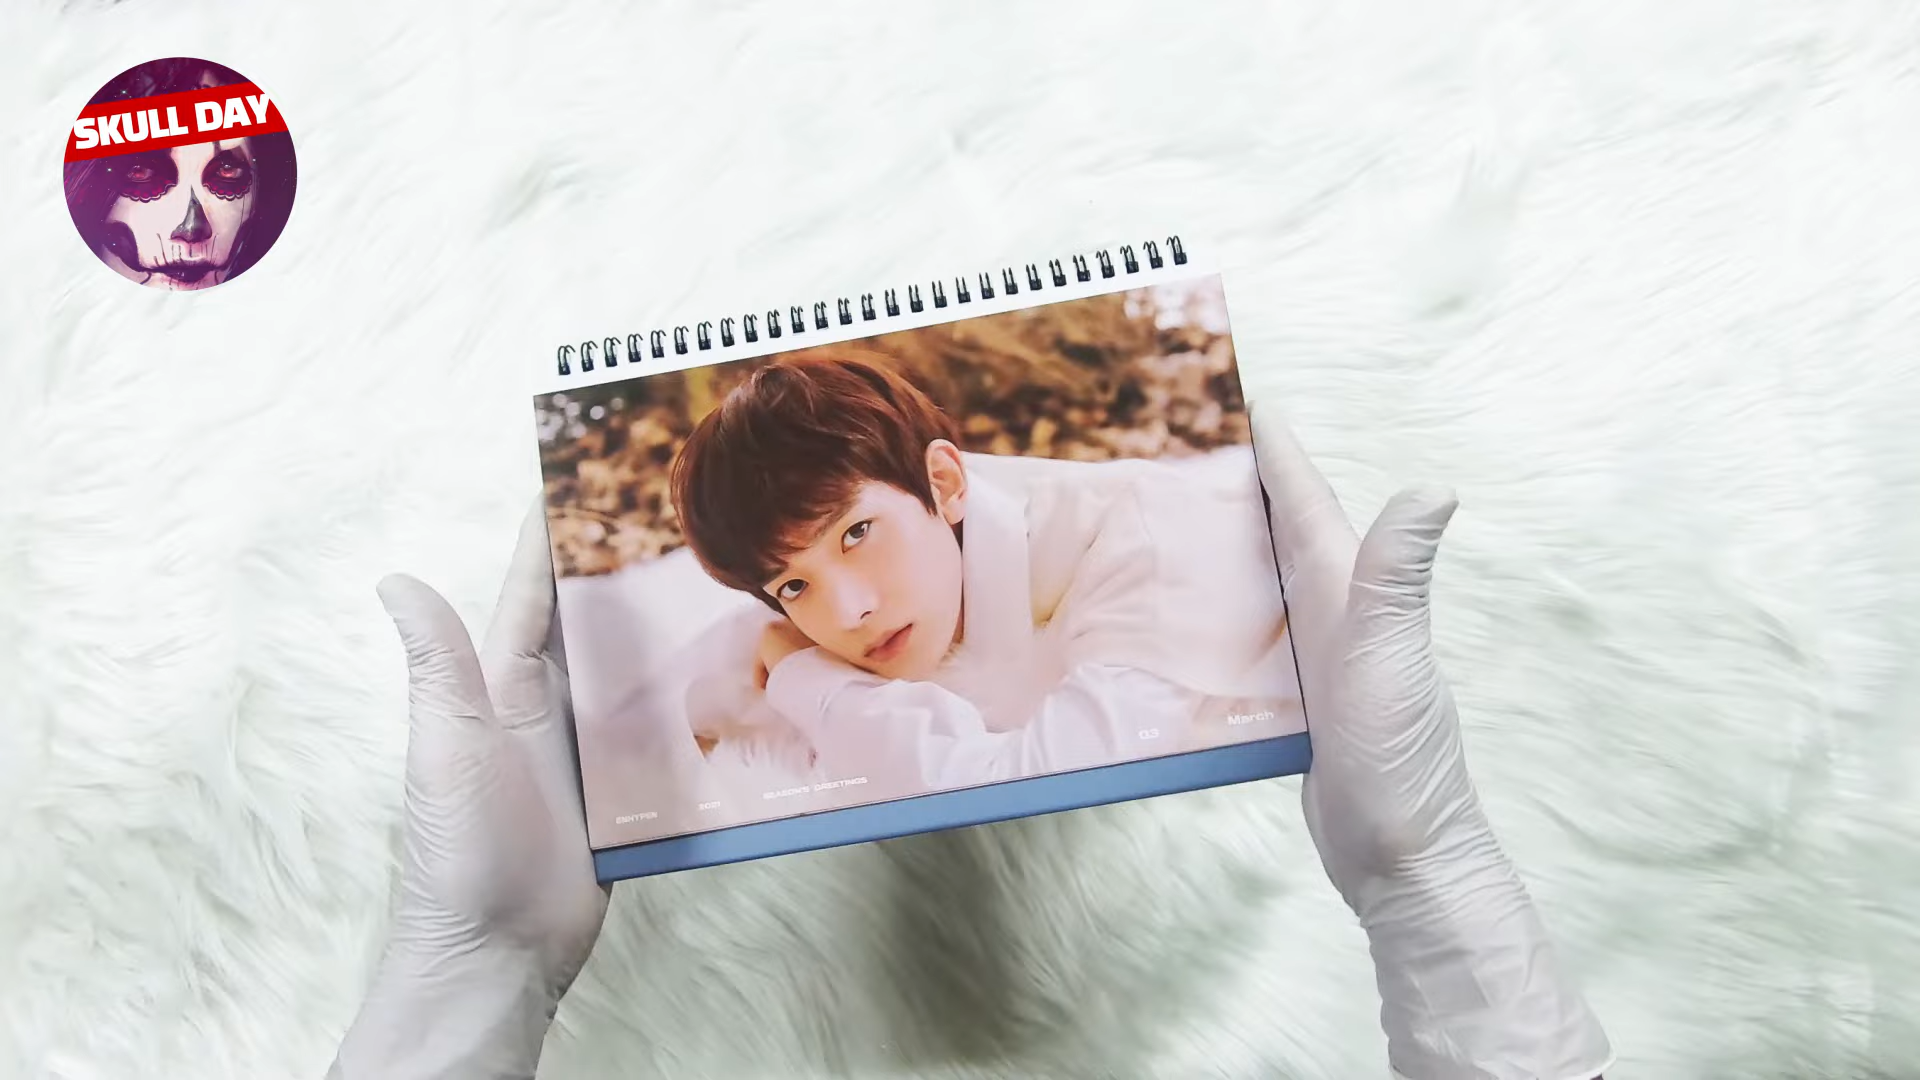 SKULL DAY
03
March
ENHYPEN
2021
SEASON'S GREETINGS